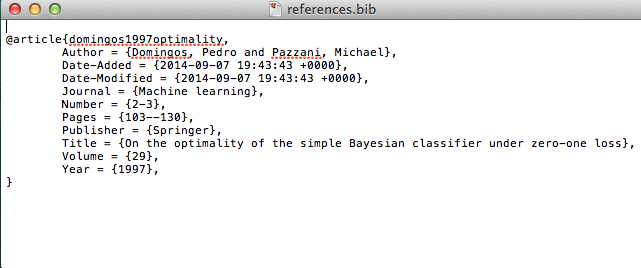 references.bib
@article{domingos1997optimality,
Author = {Domingos, Pedro and Pazzani, Michael},
Date-Added = {2014-09-07 19:43:43 +0000},
Date-Modified = {2014-09-07 19:43:43 +0000},
Journal = {Machine learning},
Number = {2-3},
Pages = {103--130},
Publisher = {Springer},
Title = {On the optimality of the simple Bayesian classifier under zero-one loss},
Volume = {29},
Year = {1997},
}